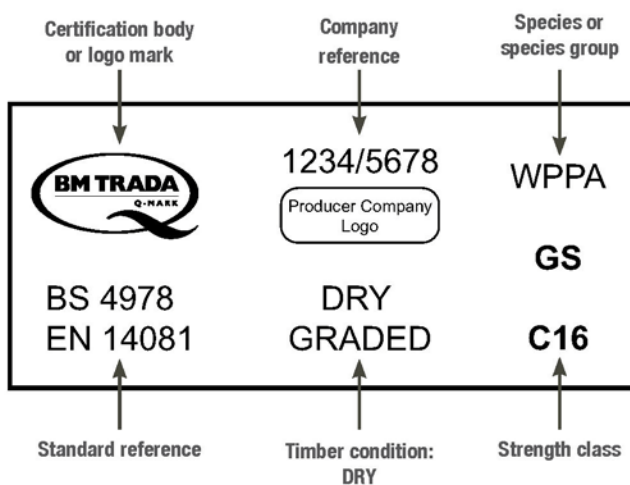 Certification body
or logo mark
Company
reference
Species or
species group
BM TRADA
Q-MARK
1234/5678
Producer Company
Logo
WPPA
GS
BS 4978
EN 14081
DRY
GRADED
C16
Standard reference
Timber condition:
DRY
Strength class